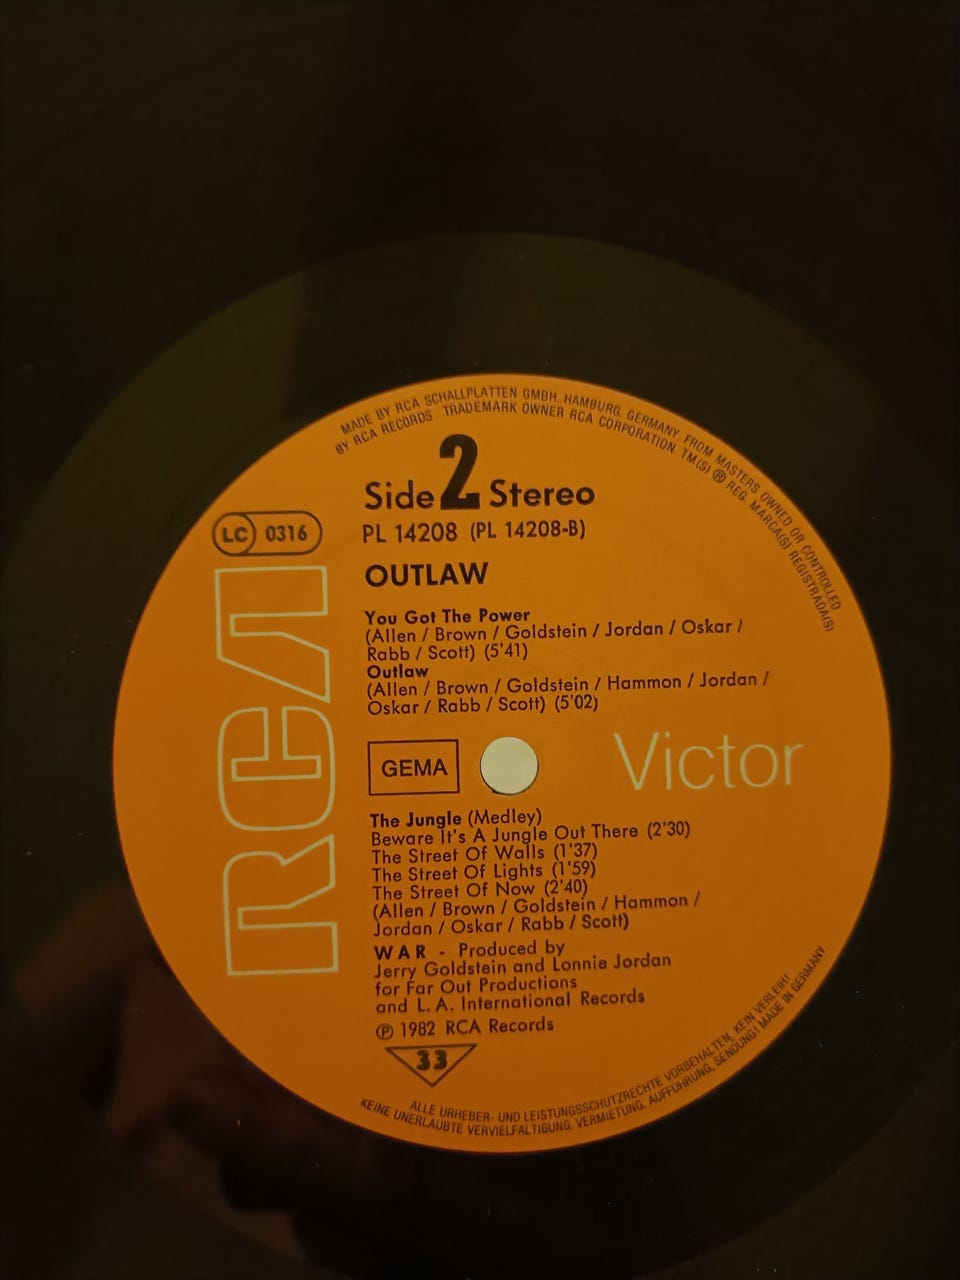 MADE BY RCA SCHALLPLATTEN GMBH, HAMBURG, GERMANY, FROM MASTERS OWNED OR CONTROLLED
BY RCA RECORDS TRADEMARK OWNER RCA CORPORATION. TM(S) ® REG. MARCA(S) REGISTRADA(S)
Side 2 Stereo
LC 0316
PL 14208 (PL 14208-B)
OUTLAW
You Got The Power
(Allen / Brown / Goldstein / Jordan / Oskar /
Rabb / Scott) (5'41)
Outlaw
(Allen / Brown / Goldstein / Hammon / Jordan /
Oskar / Rabb / Scott) (5'02)
RCA
GEMA
Victor
The Jungle (Medley)
Beware It's A Jungle Out There (2'30)
The Street Of Walls (1'37)
The Street Of Lights (1'59)
The Street Of Now (2'40)
(Allen / Brown / Goldstein / Hammon /
Jordan / Oskar / Rabb / Scott)
WAR - Produced by
Jerry Goldstein and Lonnie Jordan
for Far Out Productions
and L. A. International Records
℗ 1982 RCA Records
33
ALLE URHEBER- UND LEISTUNGSSCHUTZRECHTE VORBEHALTEN, KEIN VERLEIH!
KEINE UNERLAUBTE VERVIELFALTIGUNG, VERMIETUNG, AUFFÜHRUNG, SENDUNG! MADE IN GERMANY